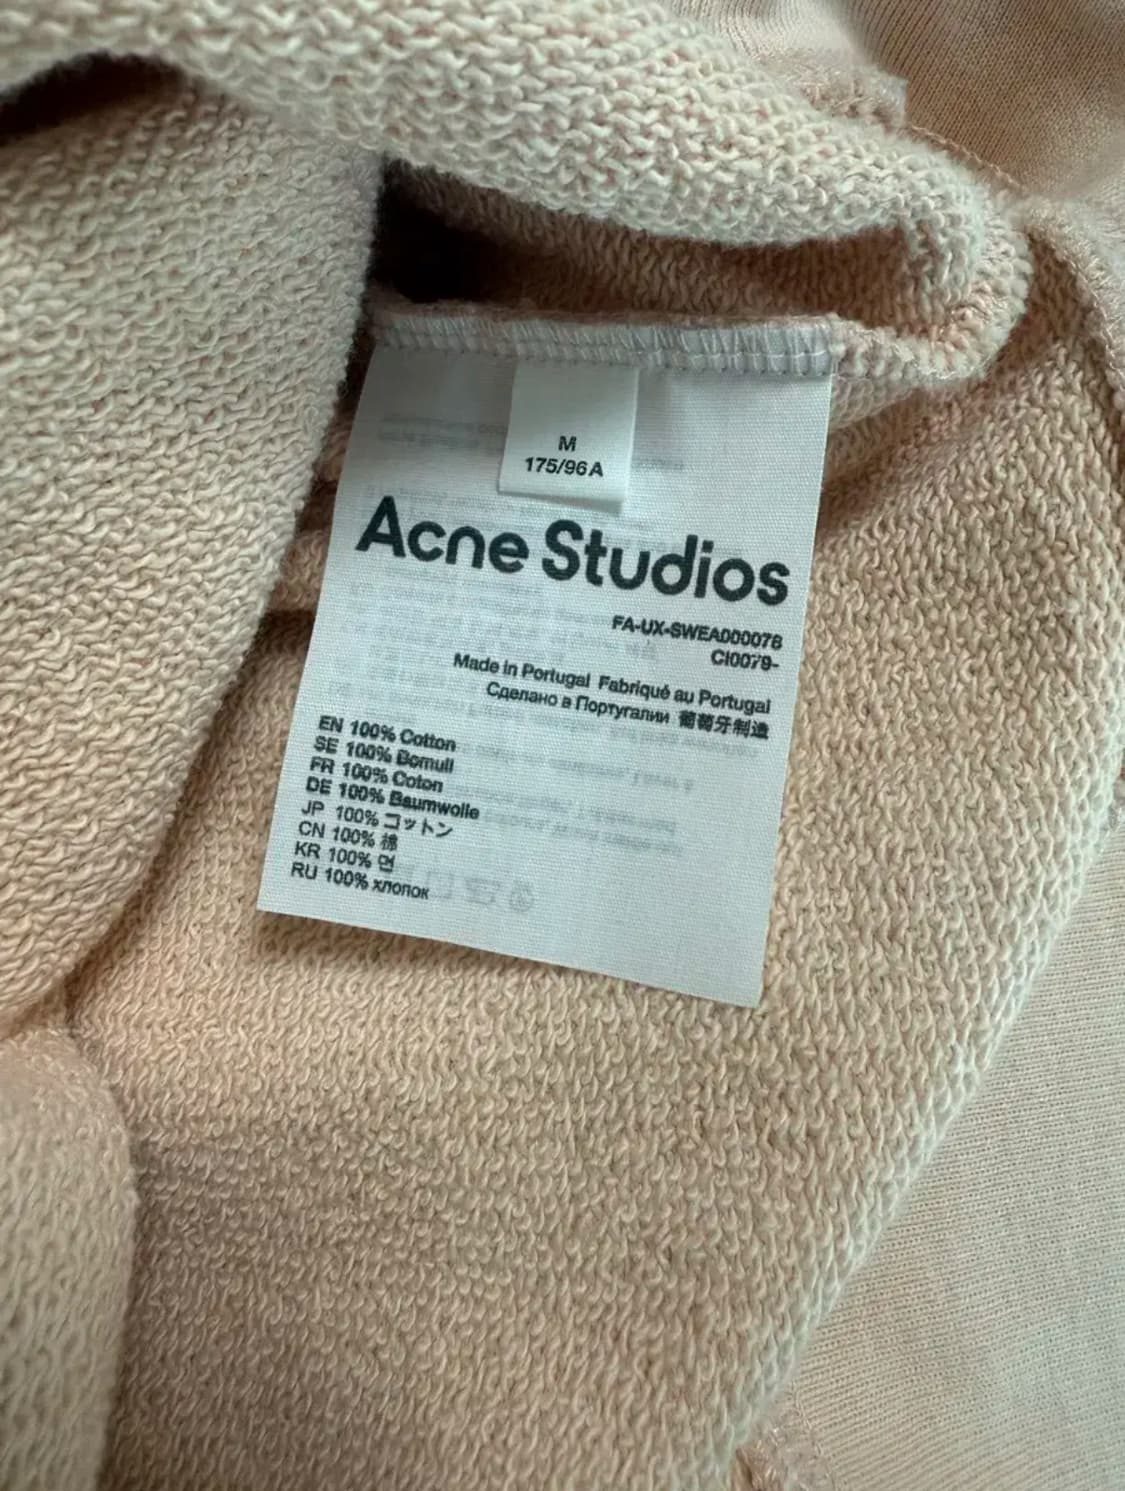 M
175/96A
Acne Studios
FA-UX-SWEA000078
CI0079-
Made in Portugal Fabriqué au Portugal
Сделано в Португалии 葡萄牙制造
EN 100% Cotton
SE 100% Bomull
FR 100% Coton
DE 100% Baumwolle
JP 100% コットン
CN 100% 棉
KR 100% 면
RU 100% хлопок